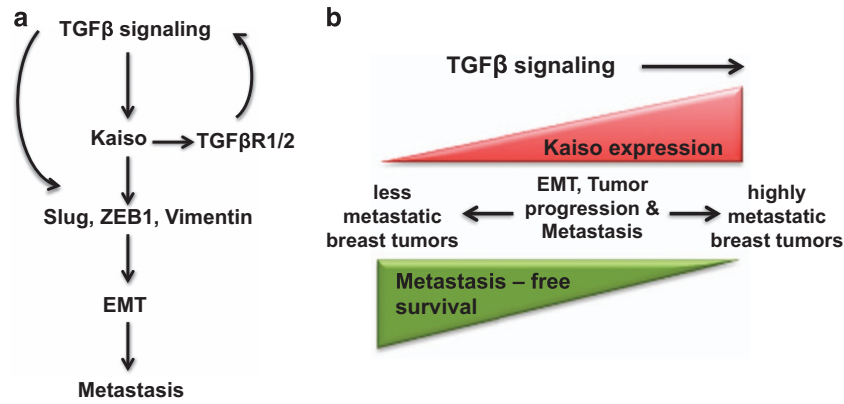 a
TGFβ signaling
Kaiso
TGFβR1/2
Slug, ZEB1, Vimentin
EMT
Metastasis
b
TGFβ signaling
Kaiso expression
less
metastatic
breast tumors
EMT, Tumor
progression &
Metastasis
highly
metastatic
breast tumors
Metastasis – free
survival